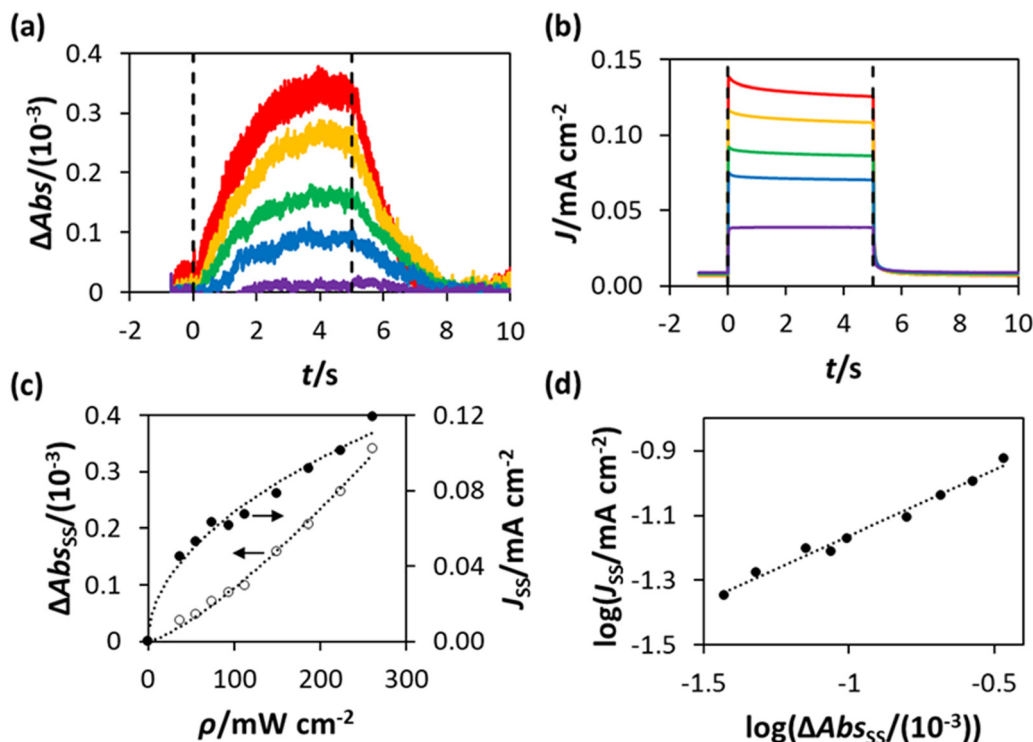 (a)
ΔAbs/(10⁻³)
0.4
0.3
0.2
0.1
0
-2 0 2 4 6 8 10
t/s
(b)
J/mA cm⁻²
0.15
0.10
0.05
0.00
-2 0 2 4 6 8 10
t/s
(c)
ΔAbsSS/(10⁻³)
0.4
0.3
0.2
0.1
0
0.12
0.08
0.04
0.00
JSS/mA cm⁻²
0 100 200 300
ρ/mW cm⁻²
(d)
log(JSS/mA cm⁻²)
-0.9
-1.1
-1.3
-1.5
-1.5 -1 -0.5
log(ΔAbsSS/(10⁻³))